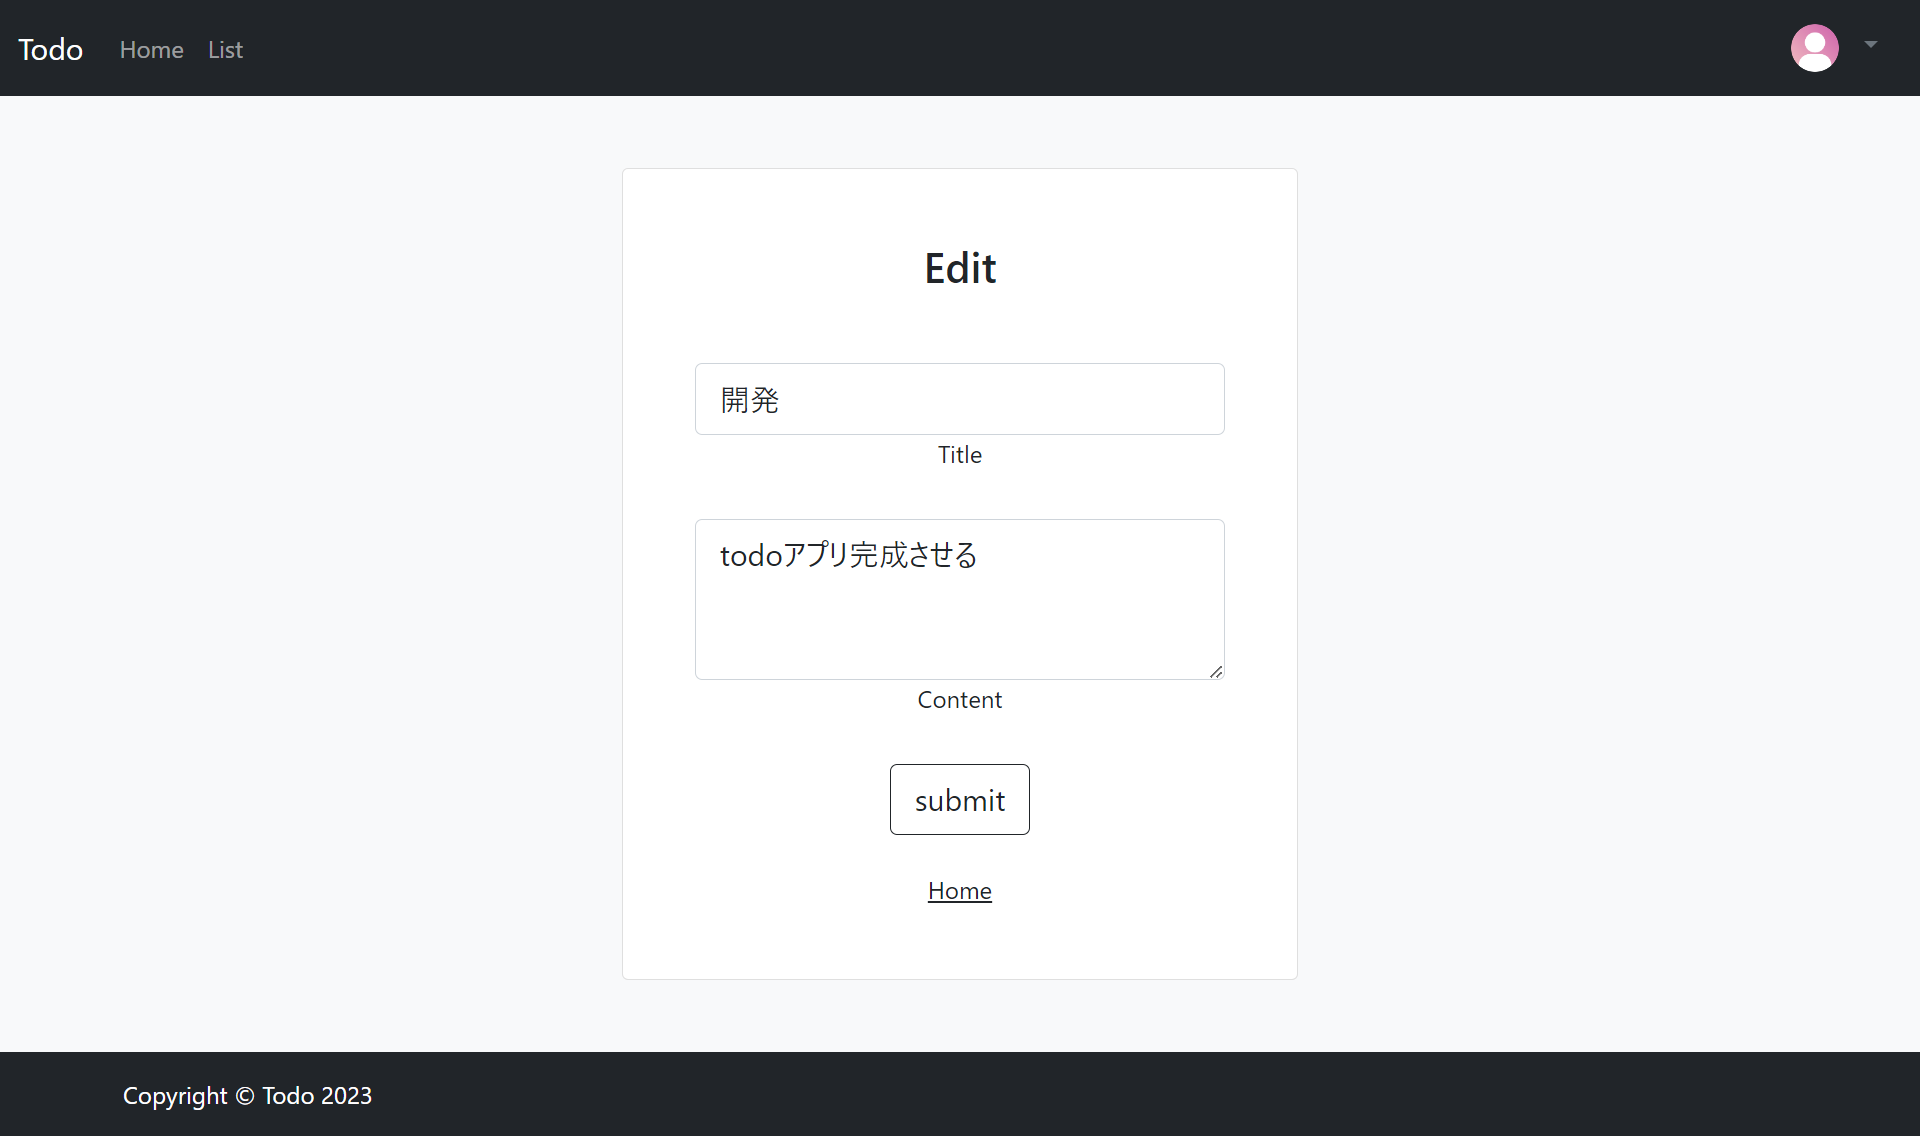 Todo Home List
Edit
開発
Title
todoアプリ完成させる
Content
submit
Home
Copyright © Todo 2023